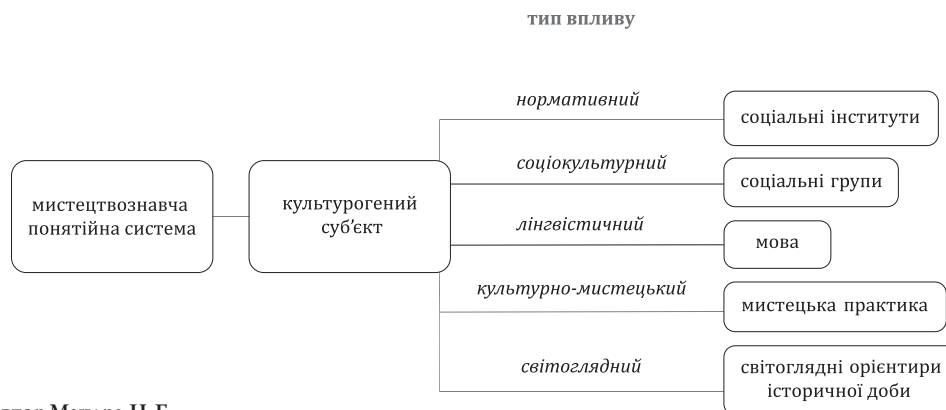 тип впливу
нормативний
соціальні інститути
соціокультурний
соціальні групи
мистецтвознавча
понятійна система
культурогений
суб’єкт
лінгвістичний
мова
культурно-мистецький
мистецька практика
світоглядний
світоглядні орієнтири
історичної доби